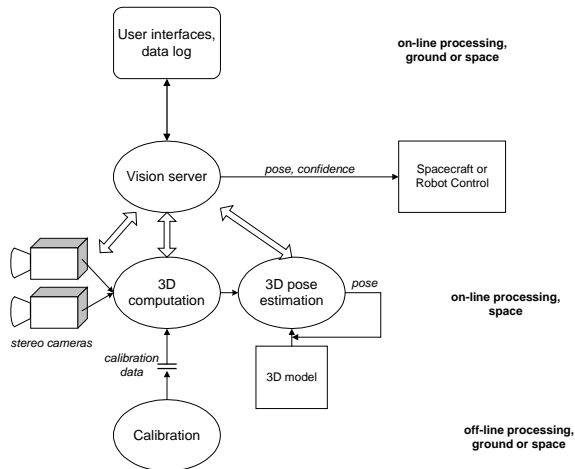 User interfaces,
data log
on-line processing,
ground or space
Vision server
pose, confidence
Spacecraft or
Robot Control
3D
computation
3D pose
estimation
pose
on-line processing,
space
stereo cameras
calibration
data
3D model
Calibration
off-line processing,
ground or space